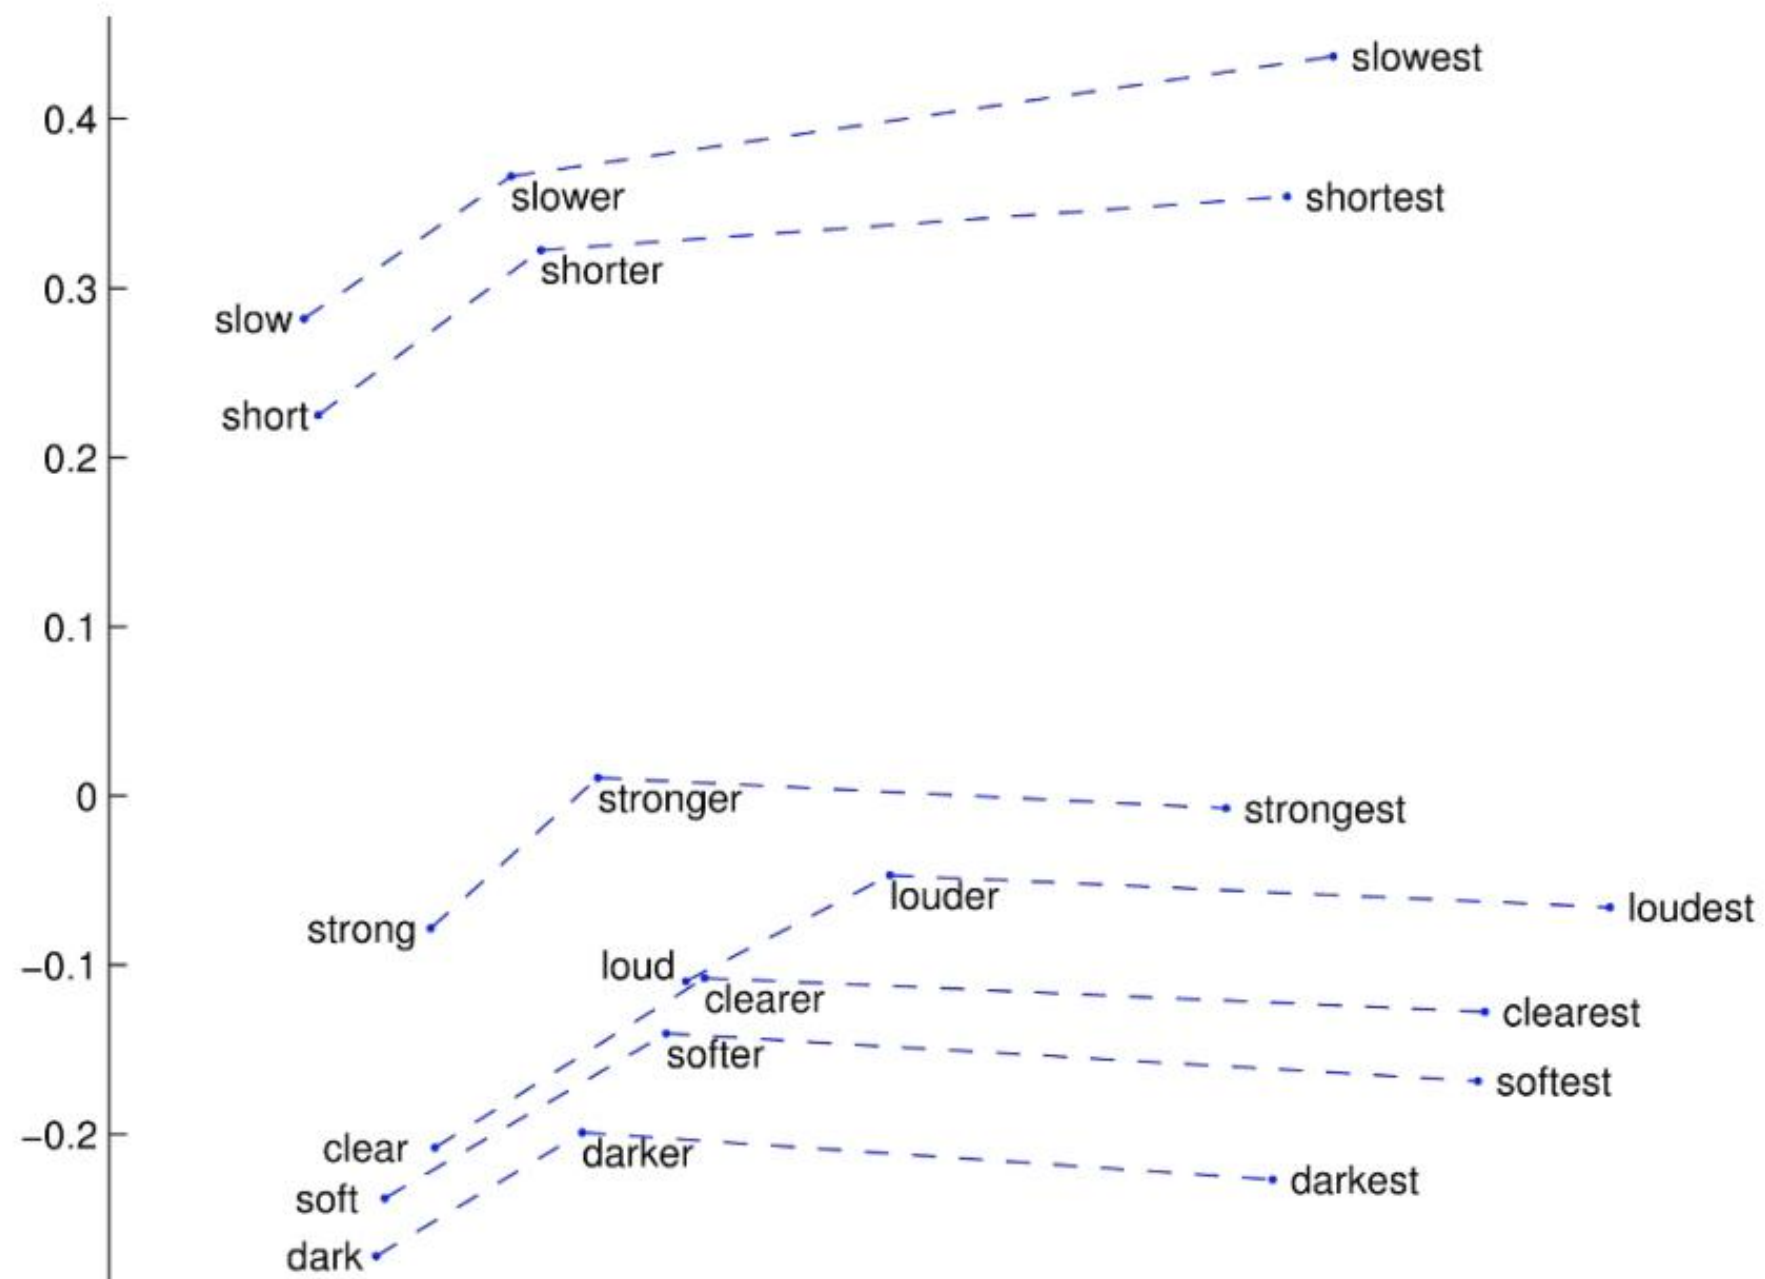 slowest
0.4
slower
shortest
shorter
0.3
slow
short
0.2
0.1
0
stronger
strongest
louder
loudest
strong
−0.1
loud
clearer
clearest
softer
softest
−0.2
clear
darker
darkest
soft
dark